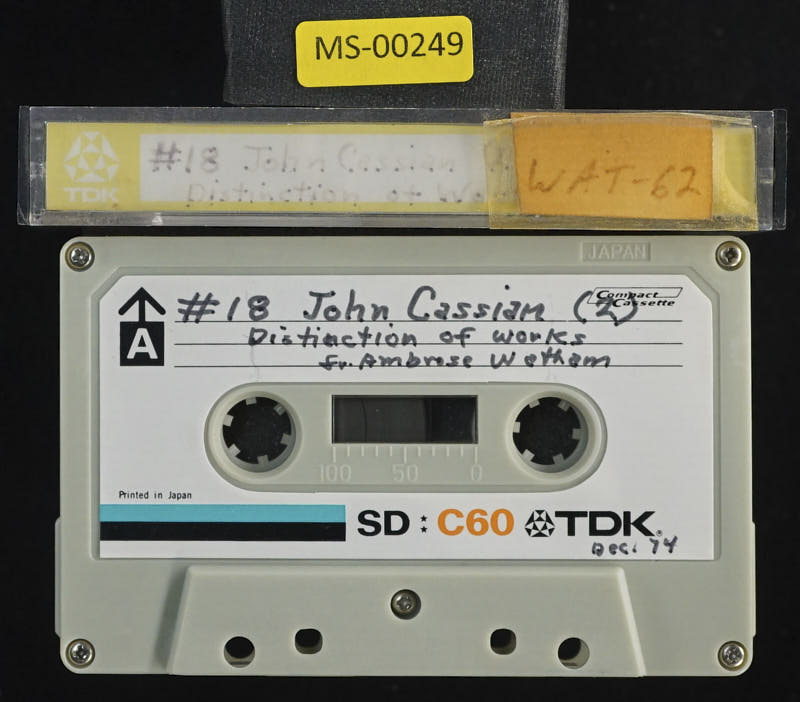 MS-00249
#18 John Cassian
TDK
Distinction of
WAT-62
JAPAN
#18 John Cassian (2)
Compact Cassette
A
Distinction of works
Fr. Ambrose Watham
100 50 0
Printed in Japan
SD : C60 TDK
Dec. 74